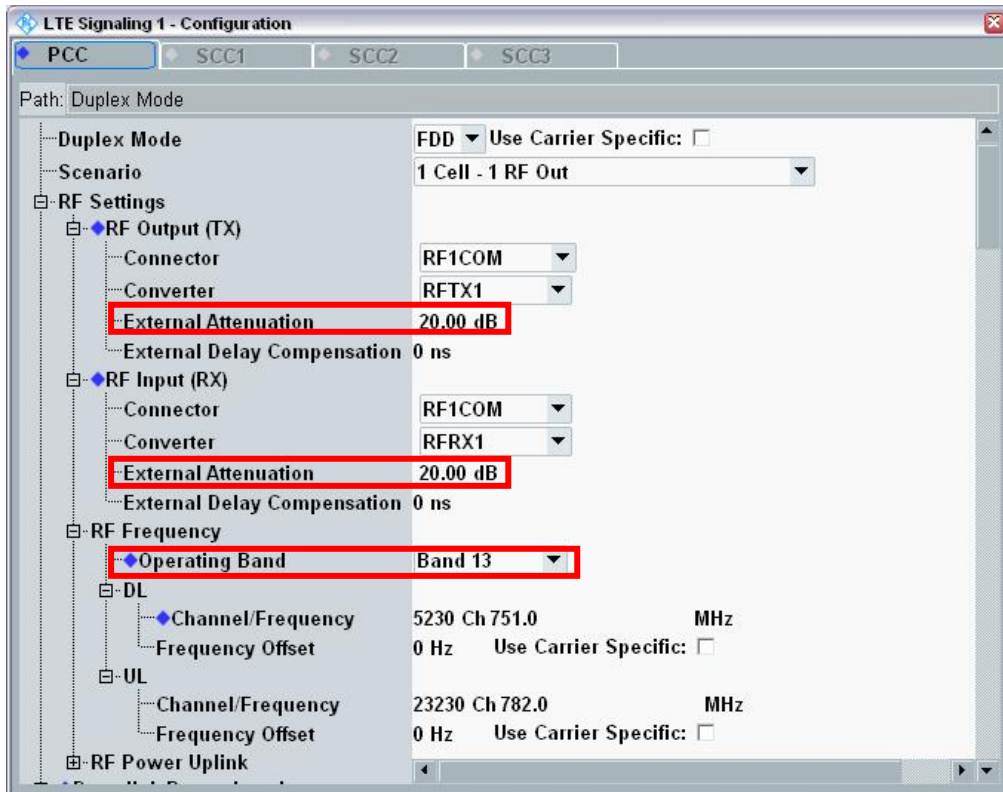 LTE Signaling 1 - Configuration
PCC SCC1 SCC2 SCC3
Path: Duplex Mode
Duplex Mode FDD Use Carrier Specific:
Scenario 1 Cell - 1 RF Out
RF Settings
RF Output (TX)
Connector RF1COM
Converter RFTX1
External Attenuation 20.00 dB
External Delay Compensation 0 ns
RF Input (RX)
Connector RF1COM
Converter RFRX1
External Attenuation 20.00 dB
External Delay Compensation 0 ns
RF Frequency
Operating Band Band 13
DL
Channel/Frequency 5230 Ch 751.0 MHz
Frequency Offset 0 Hz Use Carrier Specific:
UL
Channel/Frequency 23230 Ch 782.0 MHz
Frequency Offset 0 Hz Use Carrier Specific:
RF Power Uplink